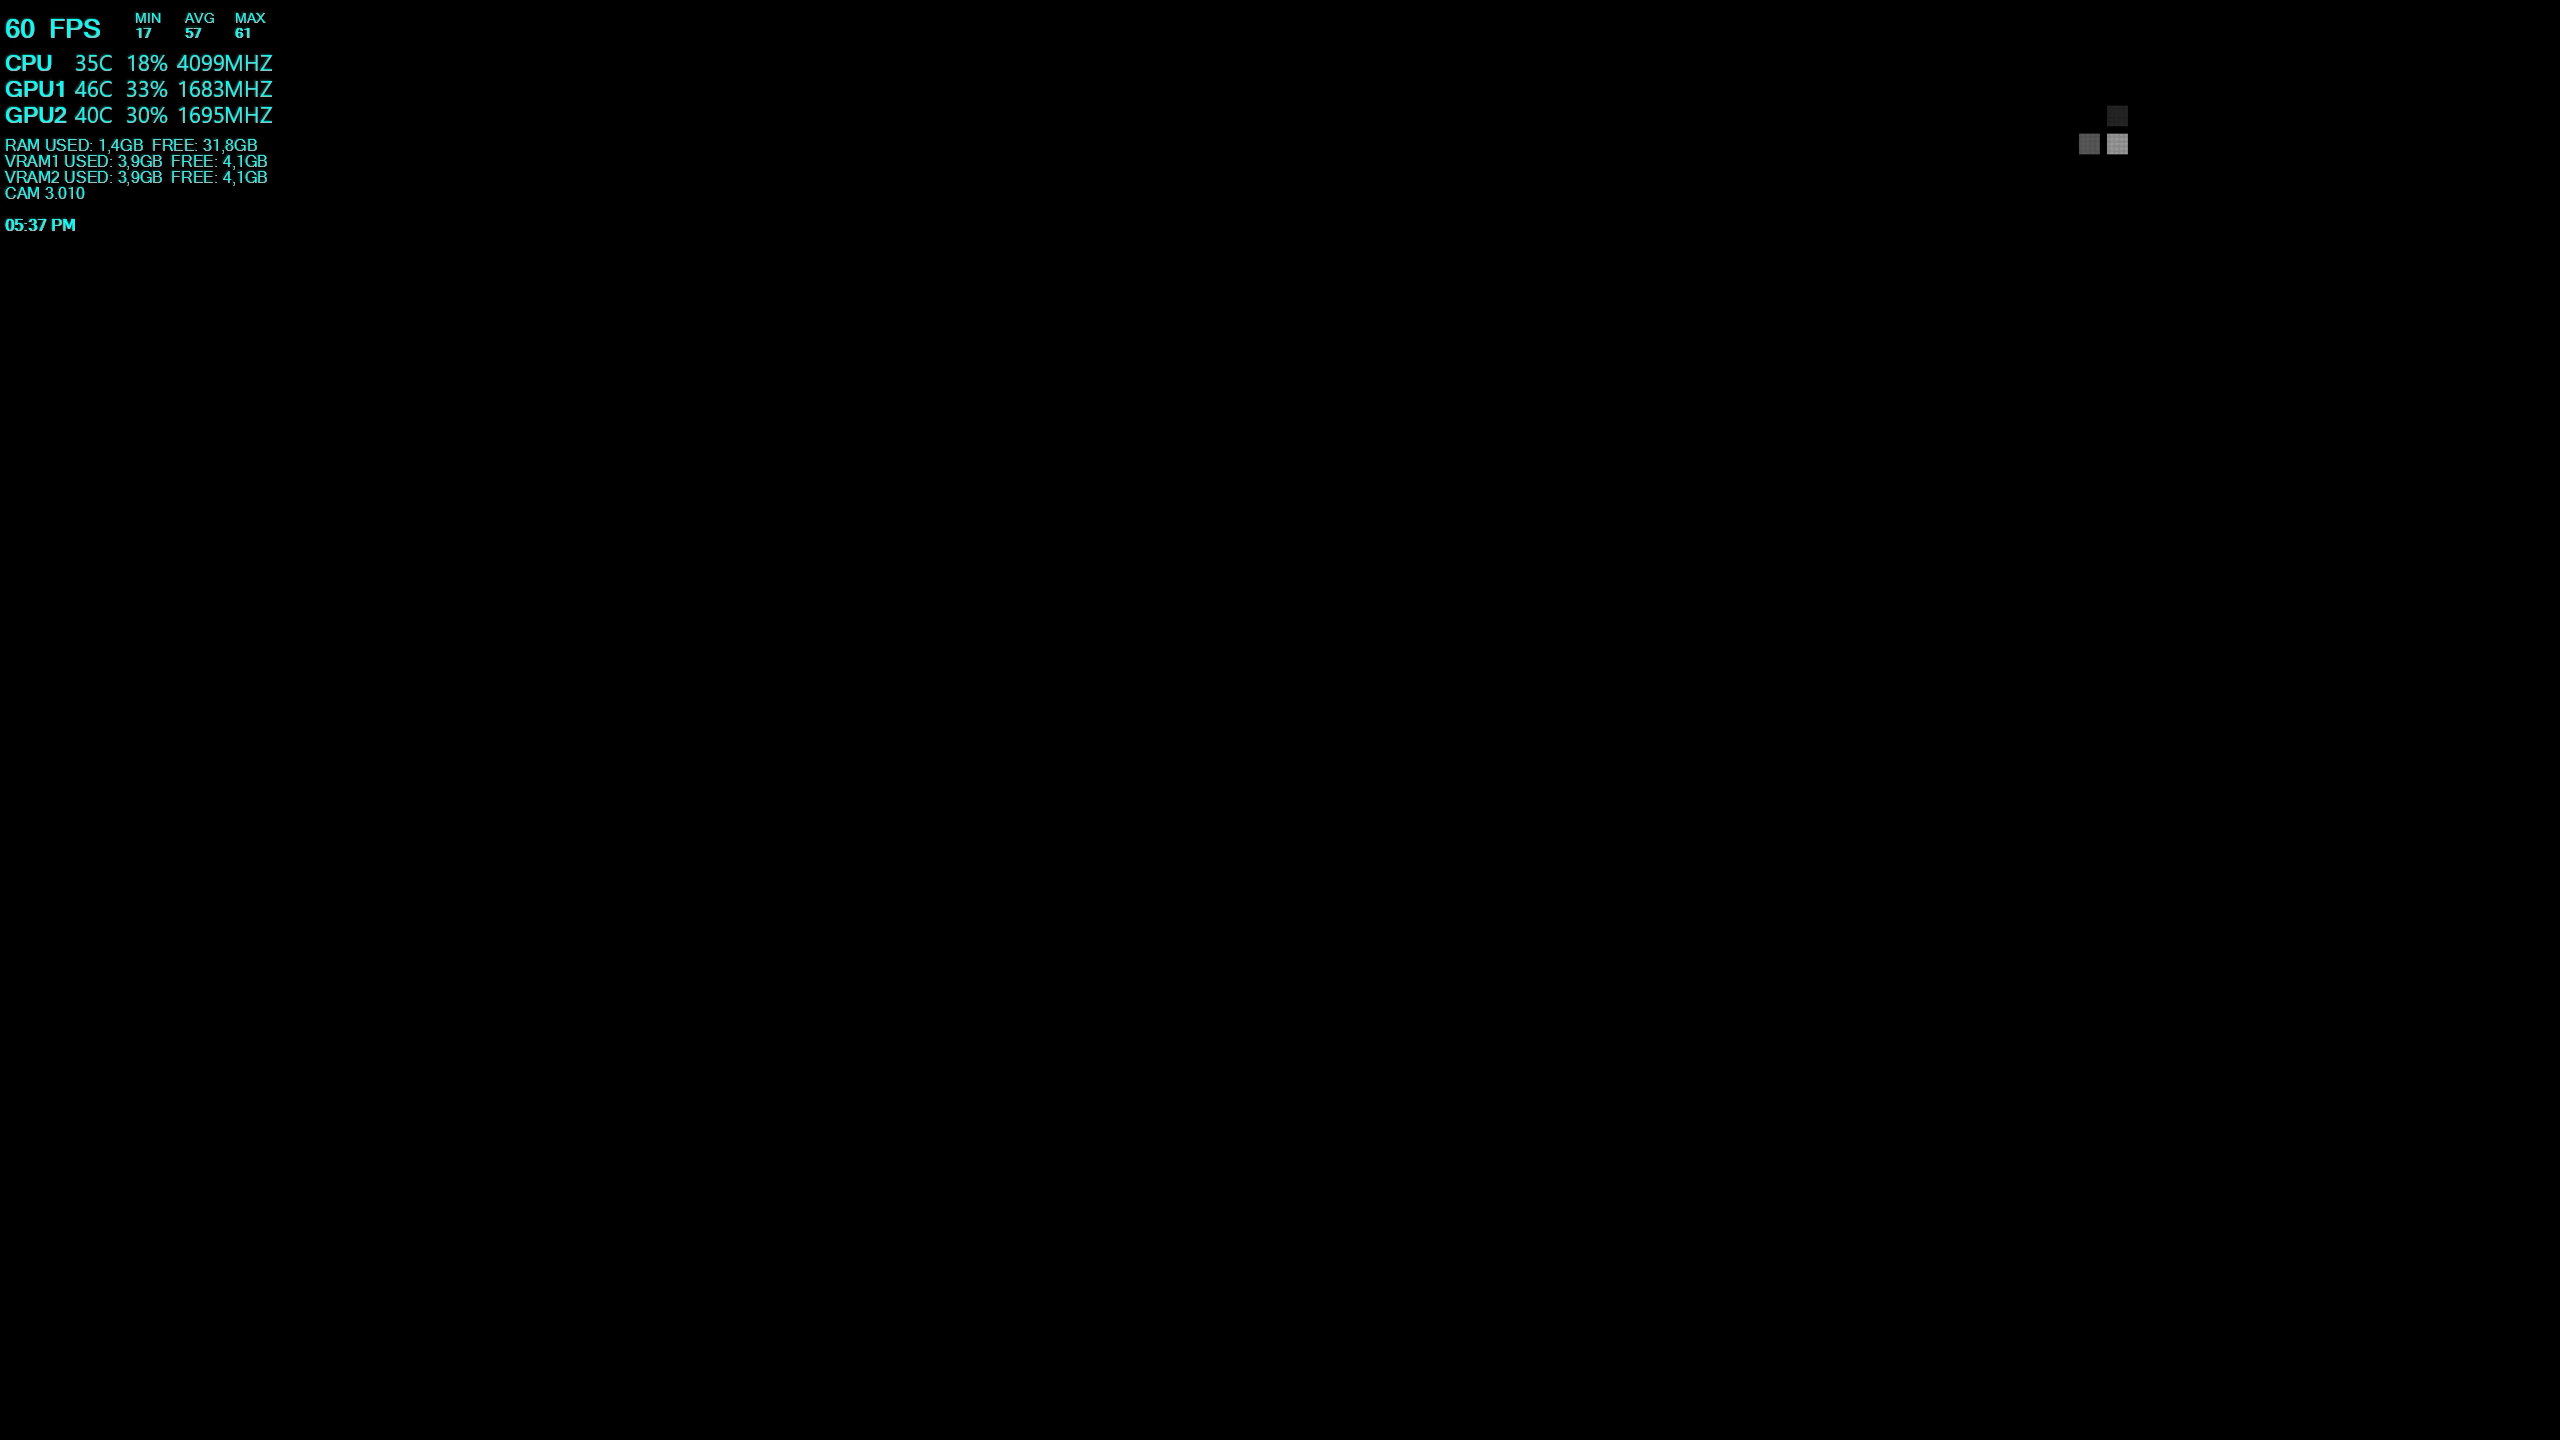 60 FPS MIN AVG MAX
17 57 61
CPU 35C 18% 4099MHZ
GPU1 46C 33% 1683MHZ
GPU2 40C 30% 1695MHZ
RAM USED: 1,4GB FREE: 31,8GB
VRAM1 USED: 3,9GB FREE: 4,1GB
VRAM2 USED: 3,9GB FREE: 4,1GB
CAM 3.010
05:37 PM